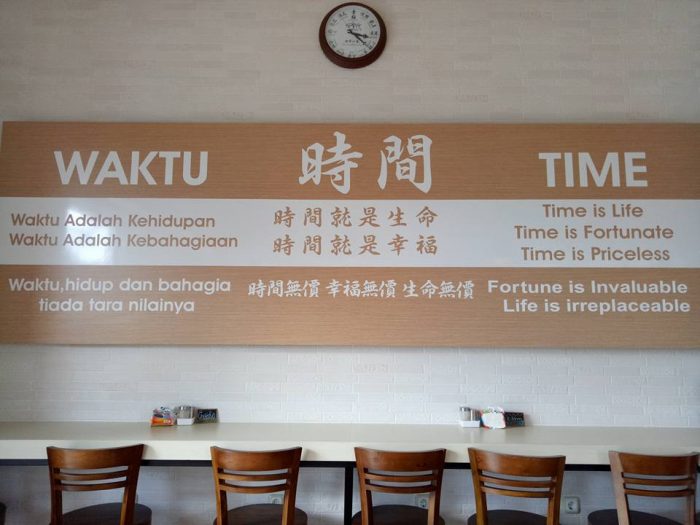 WAKTU
Waktu Adalah Kehidupan
Waktu Adalah Kebahagiaan
Waktu,hidup dan bahagia
tiada tara nilainya
時間
時間就是生命
時間就是幸福
時間無價 幸福無價 生命無價
TIME
Time is Life
Time is Fortunate
Time is Priceless
Fortune is Invaluable
Life is irreplaceable